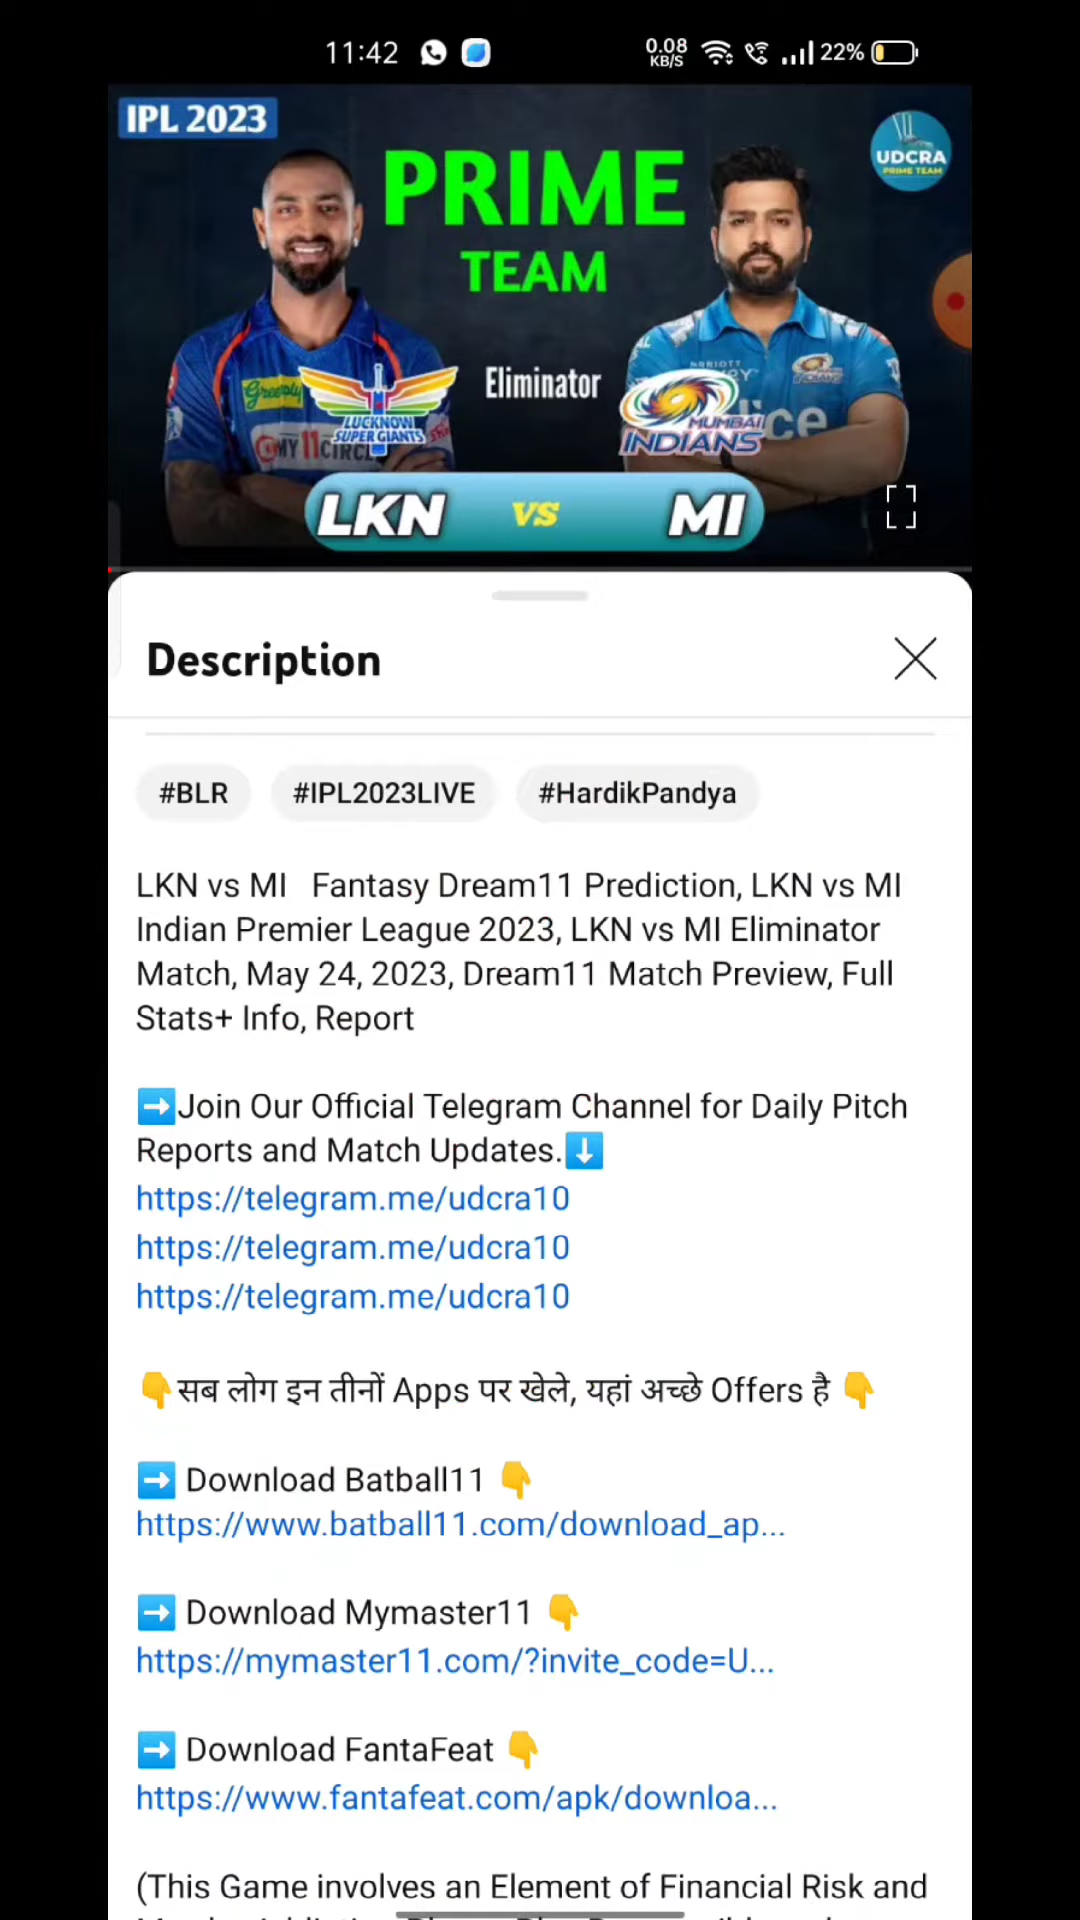 11:42
0.08
KB/S
22%
IPL 2023
UDCRA
PRIME TEAM
PRIME
TEAM
Eliminator
Greenply
MY11CIRCL
LUCKNOW
SUPER GIANTS
MUMBAI
INDIANS
LKN VS MI
Description
#BLR
#IPL2023LIVE
#HardikPandya
LKN vs MI Fantasy Dream11 Prediction, LKN vs MI
Indian Premier League 2023, LKN vs MI Eliminator
Match, May 24, 2023, Dream11 Match Preview, Full
Stats+ Info, Report
➡️Join Our Official Telegram Channel for Daily Pitch
Reports and Match Updates.⬇️
https://telegram.me/udcra10
https://telegram.me/udcra10
https://telegram.me/udcra10
👇सब लोग इन तीनों Apps पर खेले, यहां अच्छे Offers है 👇
➡️ Download Batball11 👇
https://www.batball11.com/download_ap...
➡️ Download Mymaster11 👇
https://mymaster11.com/?invite_code=U...
➡️ Download FantaFeat 👇
https://www.fantafeat.com/apk/downloa...
(This Game involves an Element of Financial Risk and